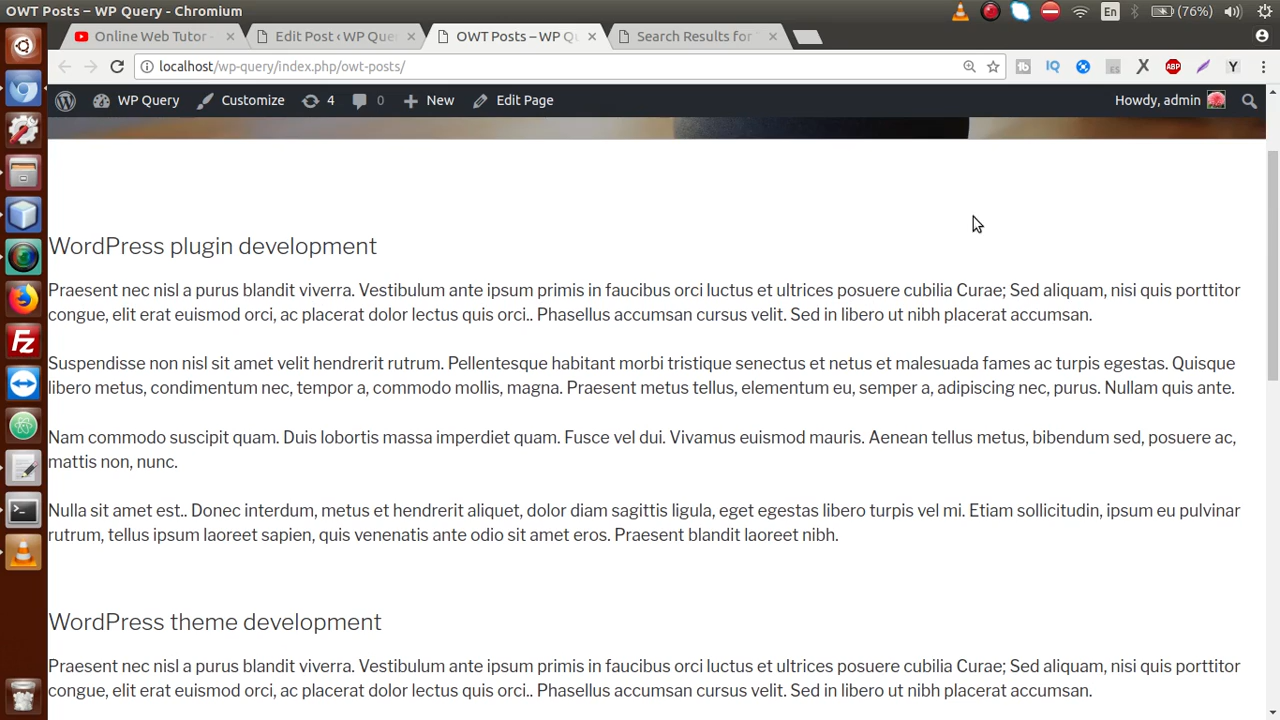 OWT Posts – WP Query - Chromium
En
(76%)
Online Web Tutor -
Edit Post ‹ WP Que
OWT Posts – WP Qu
Search Results for "
localhost/wp-query/index.php/owt-posts/
IQ
ES
X
ABP
Y
WP Query
Customize
4
0
New
Edit Page
Howdy, admin
WordPress plugin development
Praesent nec nisl a purus blandit viverra. Vestibulum ante ipsum primis in faucibus orci luctus et ultrices posuere cubilia Curae; Sed aliquam, nisi quis porttitor
congue, elit erat euismod orci, ac placerat dolor lectus quis orci.. Phasellus accumsan cursus velit. Sed in libero ut nibh placerat accumsan.
Suspendisse non nisl sit amet velit hendrerit rutrum. Pellentesque habitant morbi tristique senectus et netus et malesuada fames ac turpis egestas. Quisque
libero metus, condimentum nec, tempor a, commodo mollis, magna. Praesent metus tellus, elementum eu, semper a, adipiscing nec, purus. Nullam quis ante.
Nam commodo suscipit quam. Duis lobortis massa imperdiet quam. Fusce vel dui. Vivamus euismod mauris. Aenean tellus metus, bibendum sed, posuere ac,
mattis non, nunc.
Nulla sit amet est.. Donec interdum, metus et hendrerit aliquet, dolor diam sagittis ligula, eget egestas libero turpis vel mi. Etiam sollicitudin, ipsum eu pulvinar
rutrum, tellus ipsum laoreet sapien, quis venenatis ante odio sit amet eros. Praesent blandit laoreet nibh.
WordPress theme development
Praesent nec nisl a purus blandit viverra. Vestibulum ante ipsum primis in faucibus orci luctus et ultrices posuere cubilia Curae; Sed aliquam, nisi quis porttitor
congue, elit erat euismod orci, ac placerat dolor lectus quis orci.. Phasellus accumsan cursus velit. Sed in libero ut nibh placerat accumsan.